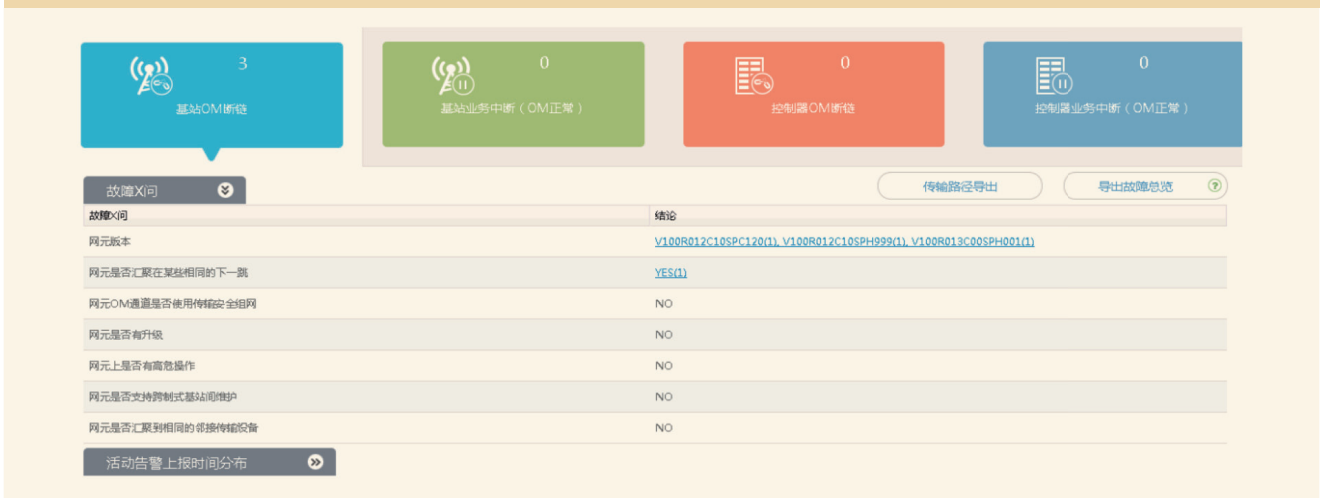 3
基站OM断链
0
基站业务中断（OM正常）
0
控制器OM断链
0
控制器业务中断（OM正常）
故障X问
传输路径导出
导出故障总览
?
故障X问 结论
网元版本 V100R012C10SPC120(1), V100R012C10SPH999(1), V100R013C00SPH001(1)
网元是否汇聚在某些相同的下一跳 YES(1)
网元OM通道是否使用传输安全组网 NO
网元是否有升级 NO
网元上是否有高危操作 NO
网元是否支持跨制式基站间维护 NO
网元是否汇聚到相同的邻接传输设备 NO
活动告警上报时间分布